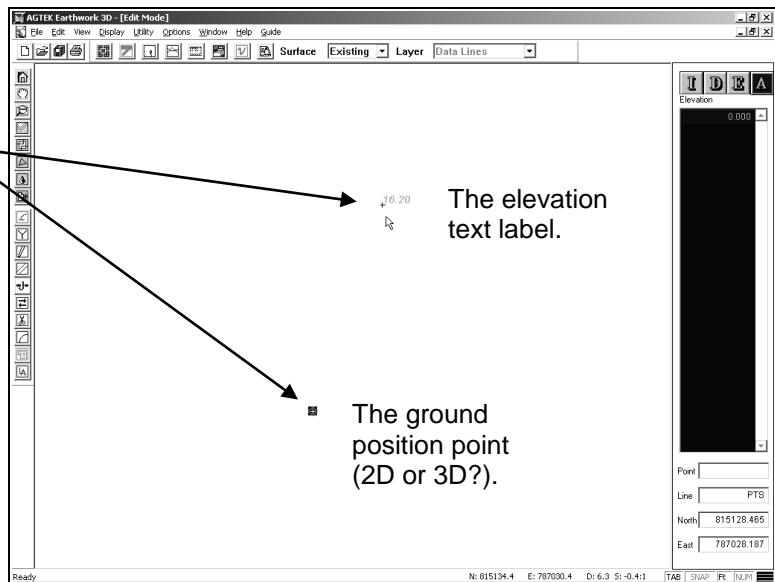 AGTEK Earthwork 3D - [Edit Mode]
File Edit View Display Utility Options Window Help Guide
Surface Existing Layer Data Lines
I D E A
Elevation
0.000
16.20
The elevation
text label.
The ground
position point
(2D or 3D?).
Point
Line PTS
North 815128.465
East 787028.187
Ready N: 815134.4 E: 787030.4 D: 6.3 S: -0.4:1 TAB SNAP Ft NUM